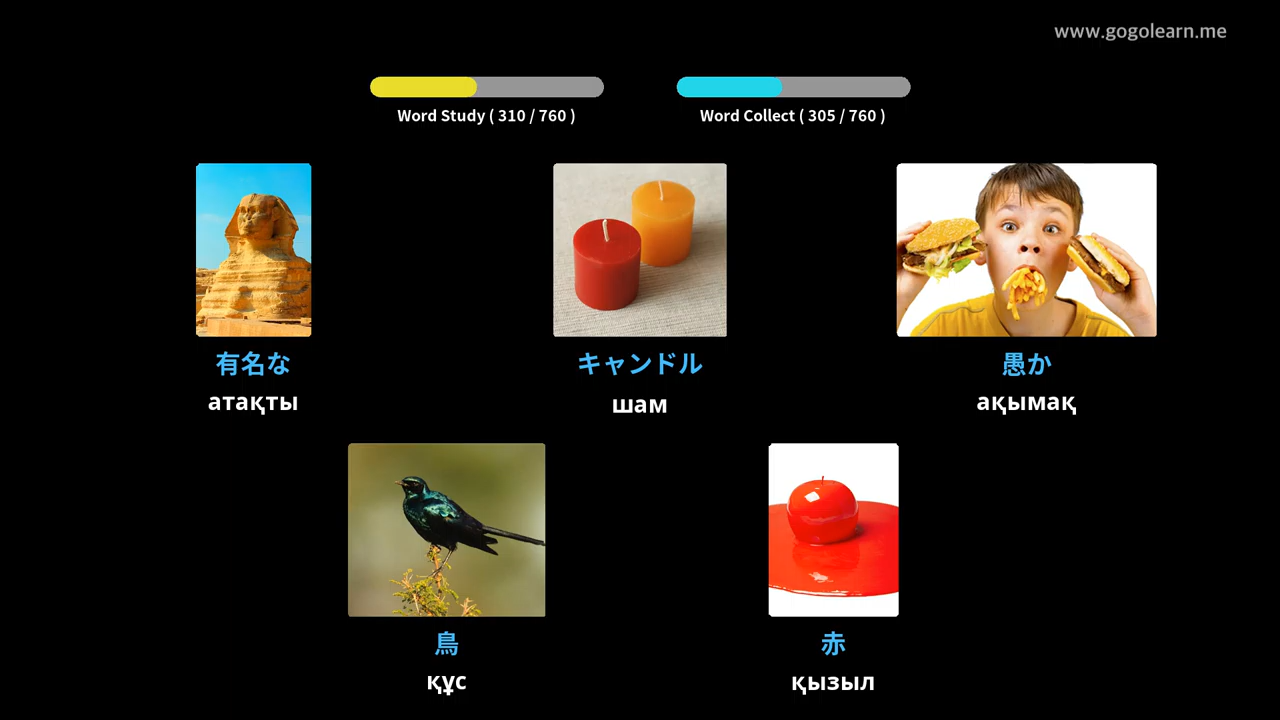 www.gogolearn.me
Word Study ( 310 / 760 )
Word Collect ( 305 / 760 )
有名な
キャンドル
愚か
атақты
шам
ақымақ
鳥
赤
құс
қызыл